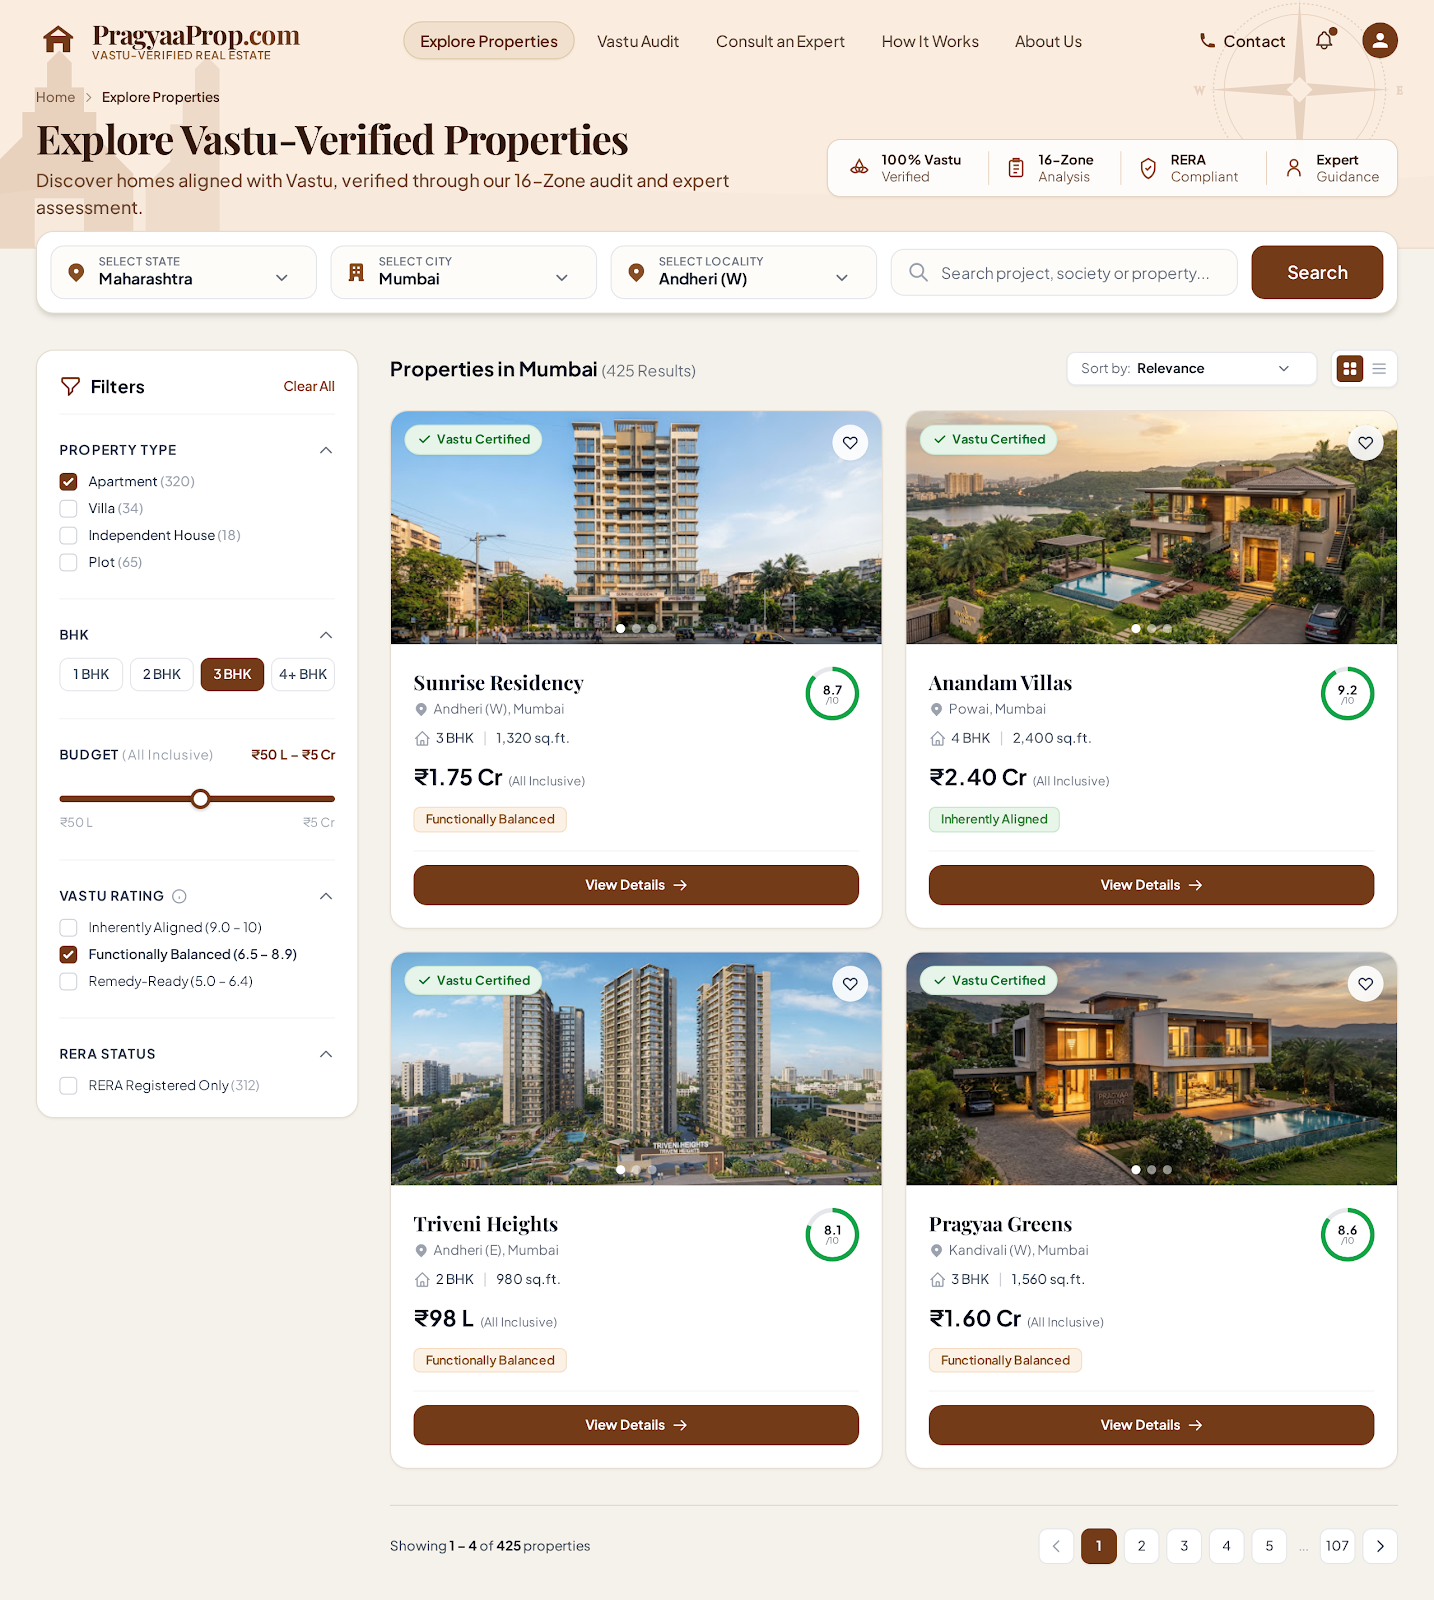 PragyaaProp.com
VASTU-VERIFIED REAL ESTATE
Explore Properties
Vastu Audit
Consult an Expert
How It Works
About Us
Contact
Home > Explore Properties
W
E
Explore Vastu-Verified Properties
Discover homes aligned with Vastu, verified through our 16-Zone audit and expert
assessment.
100% Vastu
Verified
16-Zone
Analysis
RERA
Compliant
Expert
Guidance
SELECT STATE
Maharashtra
SELECT CITY
Mumbai
SELECT LOCALITY
Andheri (W)
Search project, society or property...
Search
Filters
Clear All
PROPERTY TYPE
Apartment (320)
Villa (34)
Independent House (18)
Plot (65)
BHK
1 BHK
2 BHK
3 BHK
4+ BHK
BUDGET (All Inclusive)
₹50 L – ₹5 Cr
₹50 L
₹5 Cr
VASTU RATING
Inherently Aligned (9.0 – 10)
Functionally Balanced (6.5 – 8.9)
Remedy-Ready (5.0 – 6.4)
RERA STATUS
RERA Registered Only (312)
Properties in Mumbai (425 Results)
Sort by: Relevance
Vastu Certified
SUNRISE RESIDENCY
Sunrise Residency
8.7
/10
Andheri (W), Mumbai
3 BHK | 1,320 sq.ft.
₹1.75 Cr (All Inclusive)
Functionally Balanced
View Details →
Vastu Certified
Anandam Villas
9.2
/10
Powai, Mumbai
4 BHK | 2,400 sq.ft.
₹2.40 Cr (All Inclusive)
Inherently Aligned
View Details →
Vastu Certified
TRIVENI HEIGHTS
TRIVENI HEIGHTS
Triveni Heights
8.1
/10
Andheri (E), Mumbai
2 BHK | 980 sq.ft.
₹98 L (All Inclusive)
Functionally Balanced
View Details →
Vastu Certified
PRAGYAA
Pragyaa Greens
8.6
/10
Kandivali (W), Mumbai
3 BHK | 1,560 sq.ft.
₹1.60 Cr (All Inclusive)
Functionally Balanced
View Details →
Showing 1 – 4 of 425 properties
1
2
3
4
5
...
107